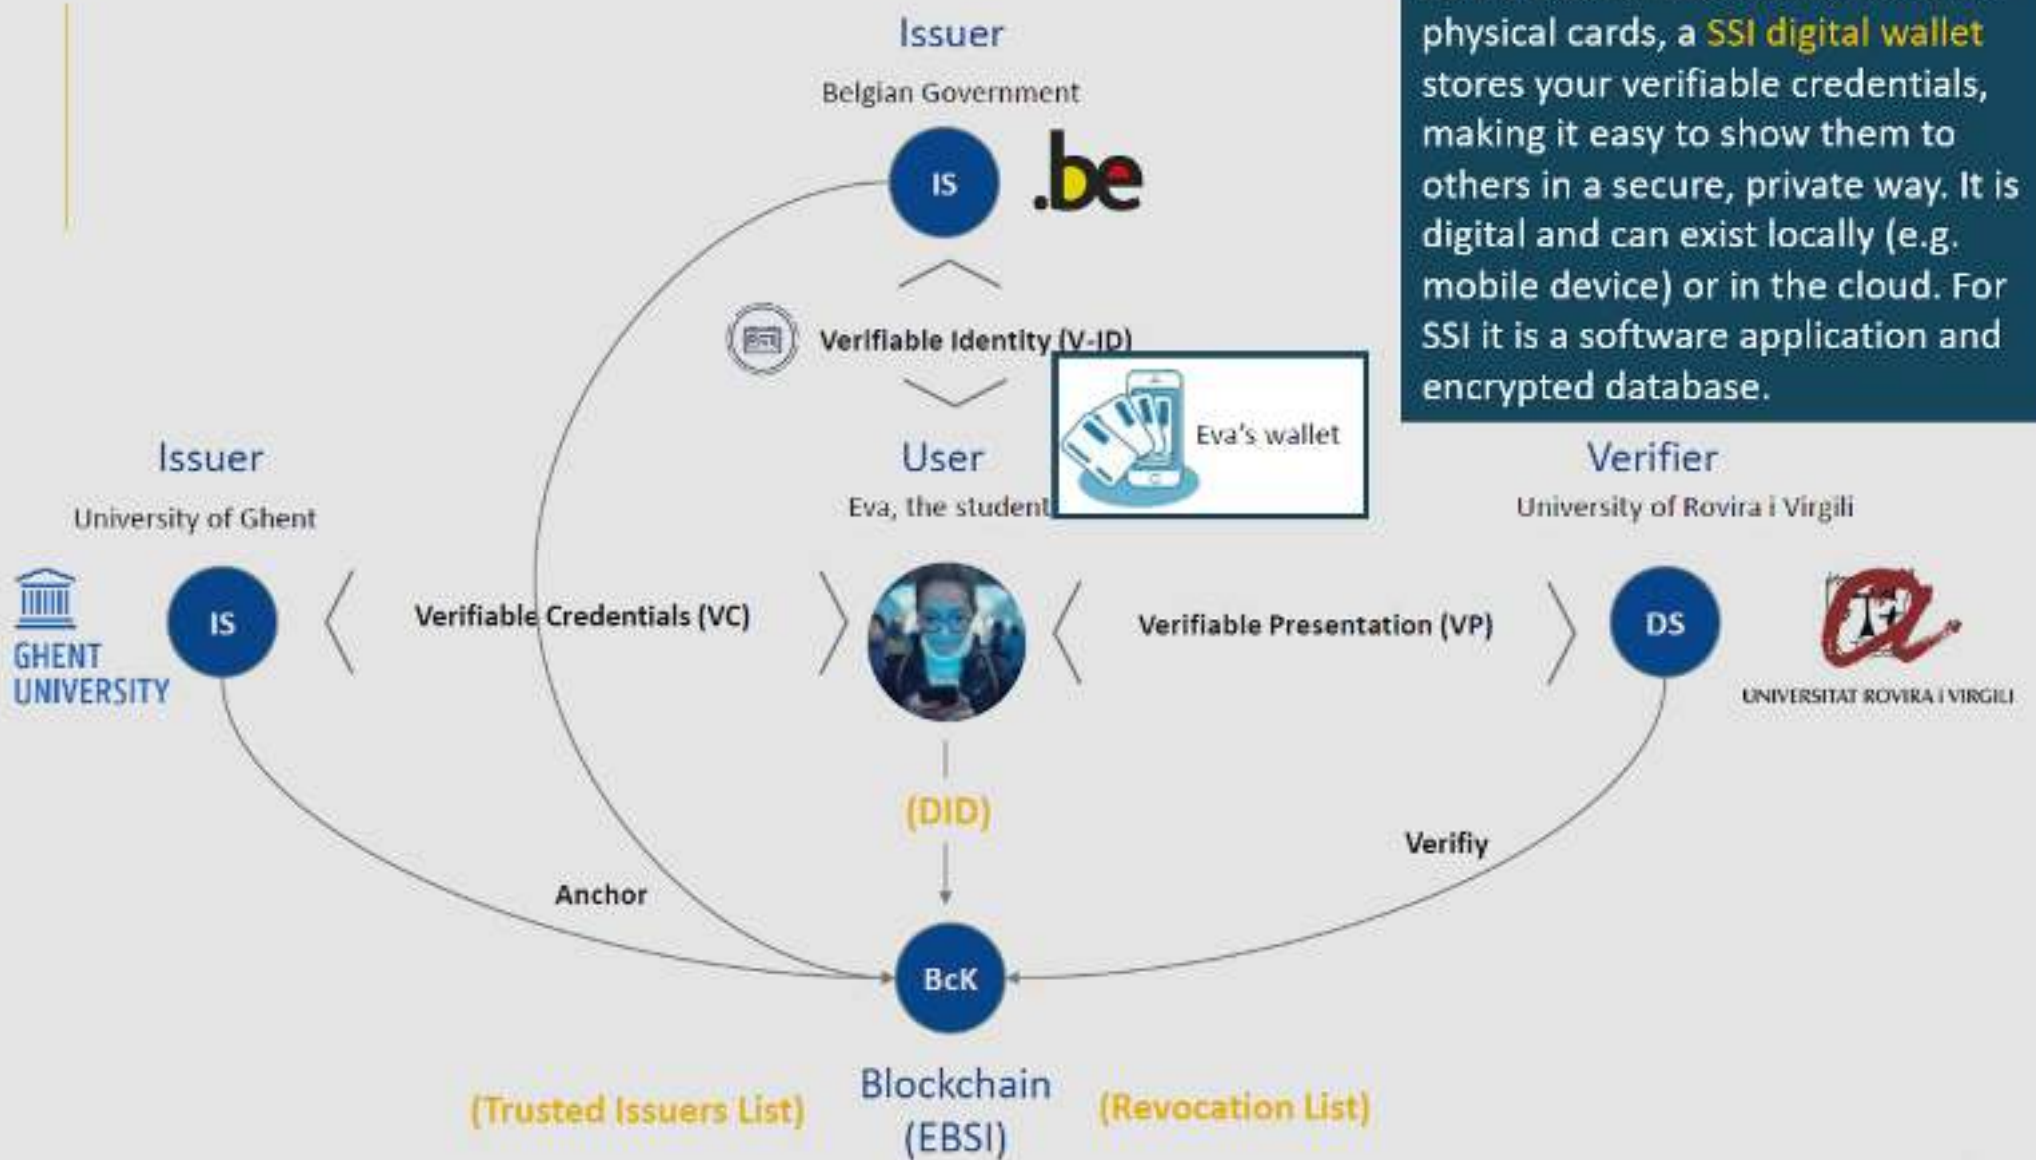 Issuer
Belgian Government
IS
.be
physical cards, a SSI digital wallet
stores your verifiable credentials,
making it easy to show them to
others in a secure, private way. It is
digital and can exist locally (e.g.
mobile device) or in the cloud. For
SSI it is a software application and
encrypted database.
Verifiable Identity (V-ID)
Eva's wallet
Issuer
University of Ghent
IS
GHENT
UNIVERSITY
Verifiable Credentials (VC)
User
Eva, the student
Verifiable Presentation (VP)
Verifier
University of Rovira i Virgili
DS
UNIVERSITAT ROVIRA i VIRGILI
(DID)
Anchor
Verifiy
BcK
Blockchain
(EBSI)
(Trusted Issuers List)
(Revocation List)